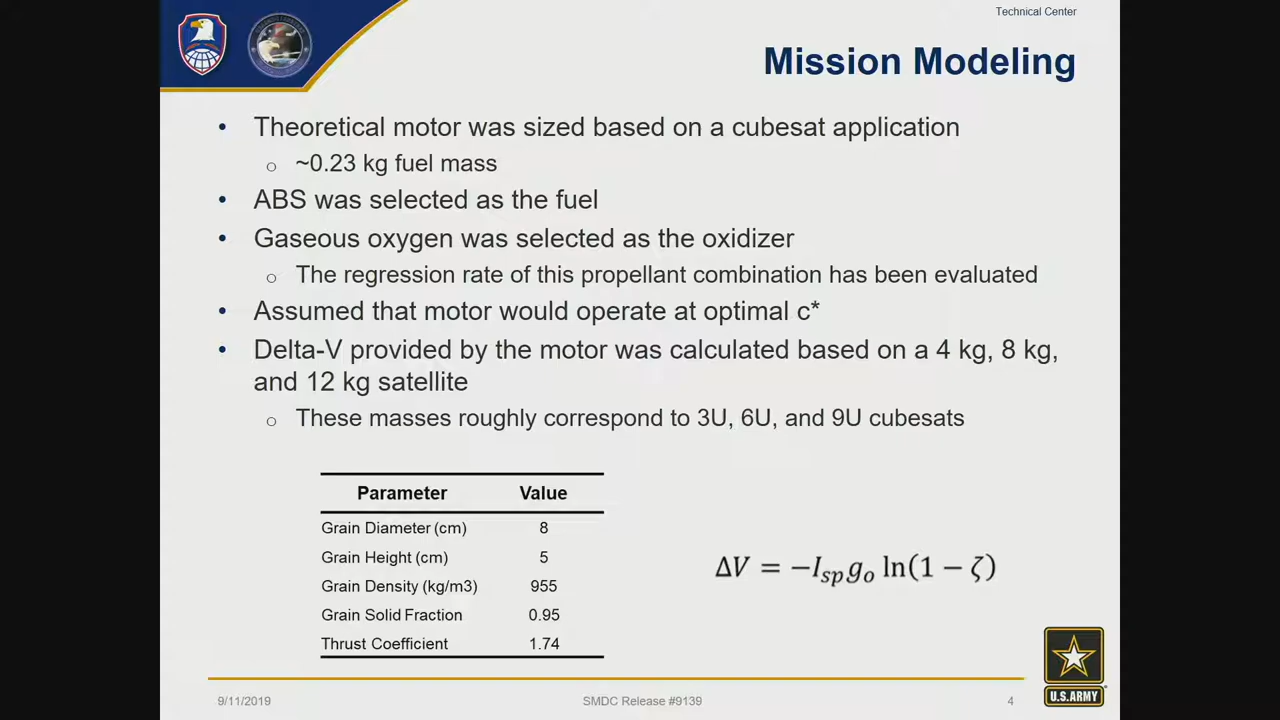 Technical Center
Mission Modeling
• Theoretical motor was sized based on a cubesat application
o ~0.23 kg fuel mass
• ABS was selected as the fuel
• Gaseous oxygen was selected as the oxidizer
o The regression rate of this propellant combination has been evaluated
• Assumed that motor would operate at optimal c*
• Delta-V provided by the motor was calculated based on a 4 kg, 8 kg,
and 12 kg satellite
o These masses roughly correspond to 3U, 6U, and 9U cubesats
Parameter Value
Grain Diameter (cm) 8
Grain Height (cm) 5
Grain Density (kg/m3) 955
Grain Solid Fraction 0.95
Thrust Coefficient 1.74
ΔV = −I_sp g_o ln(1 − ζ)
U.S.ARMY
9/11/2019 SMDC Release #9139 4